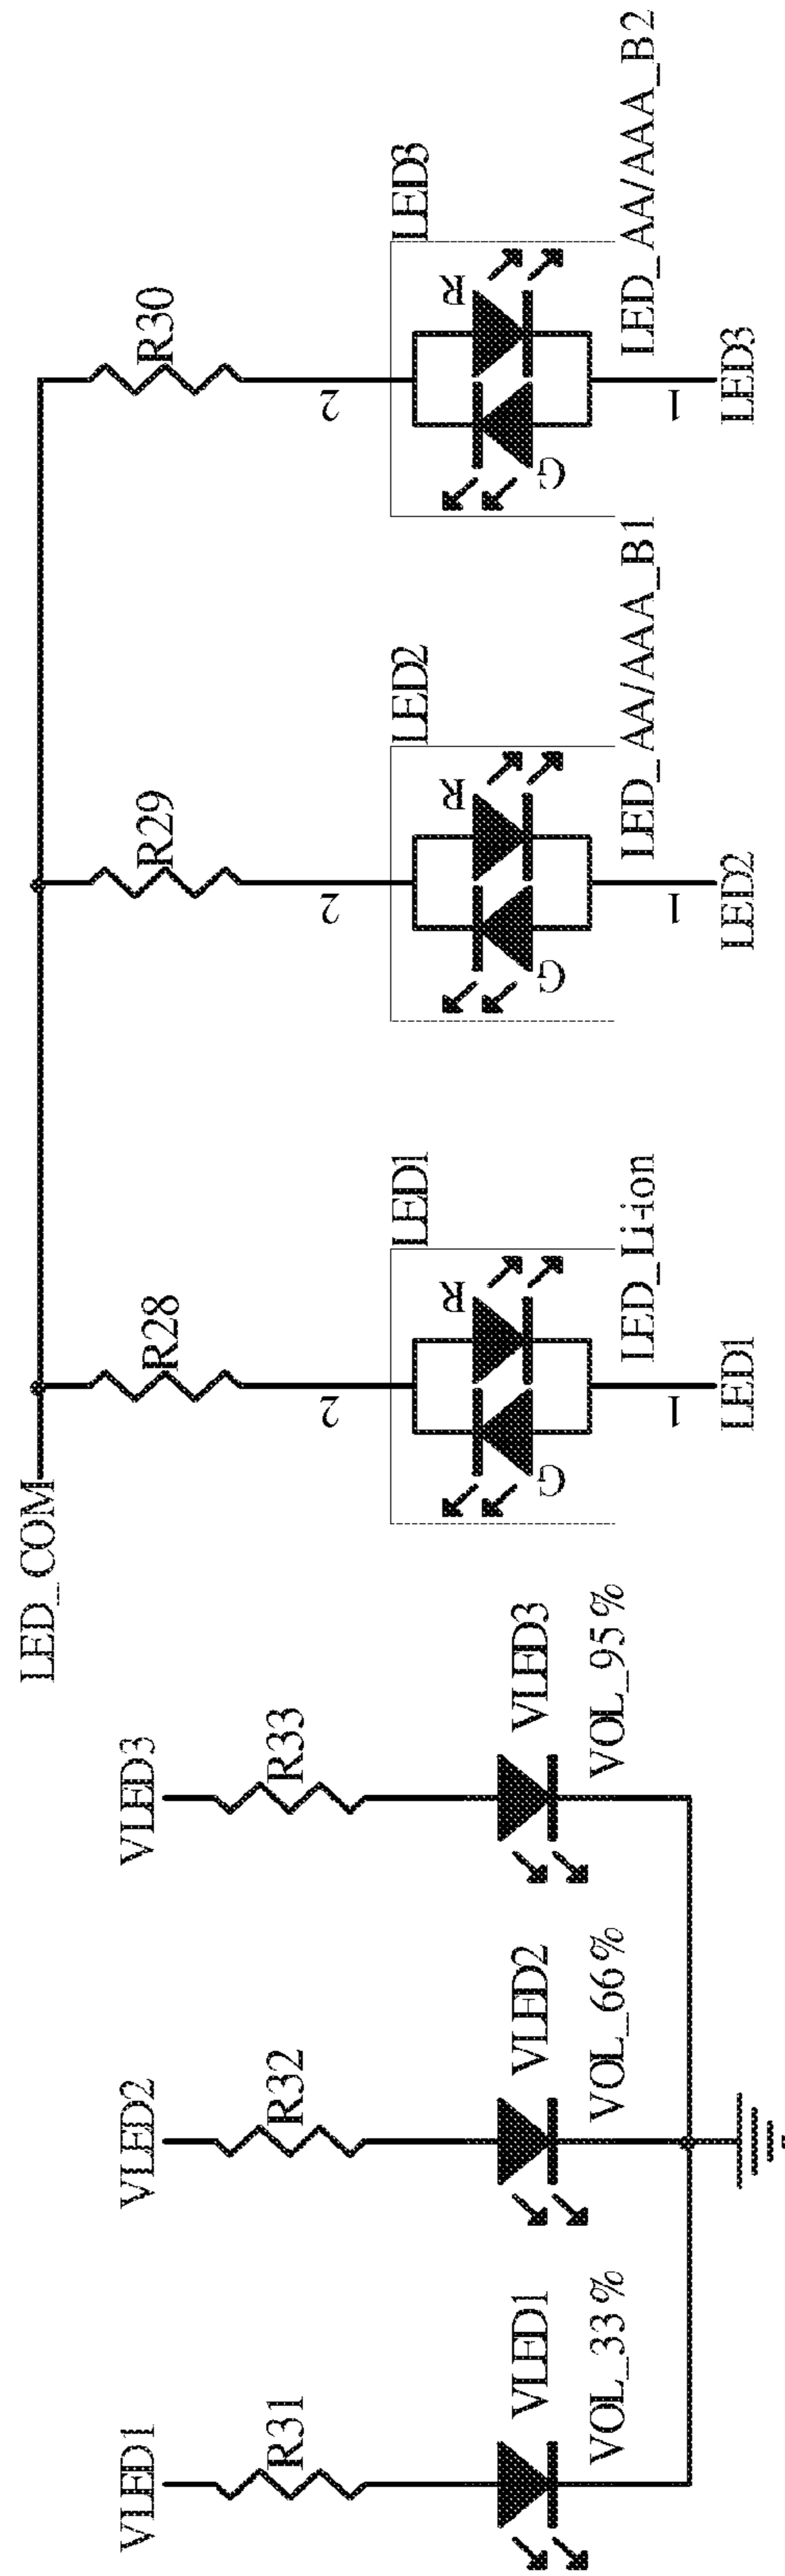 LED_COM
R28
R29
R30
2
2
2
LED1
LED2
LED3
R
R
R
G
G
G
LED_Li-ion
LED_AA/AAA_B1
LED_AA/AAA_B2
1
1
1
LED1
LED2
LED3
VLED1
VLED2
VLED3
R31
R32
R33
VLED1
VLED2
VLED3
VOL_33%
VOL_66%
VOL_95%